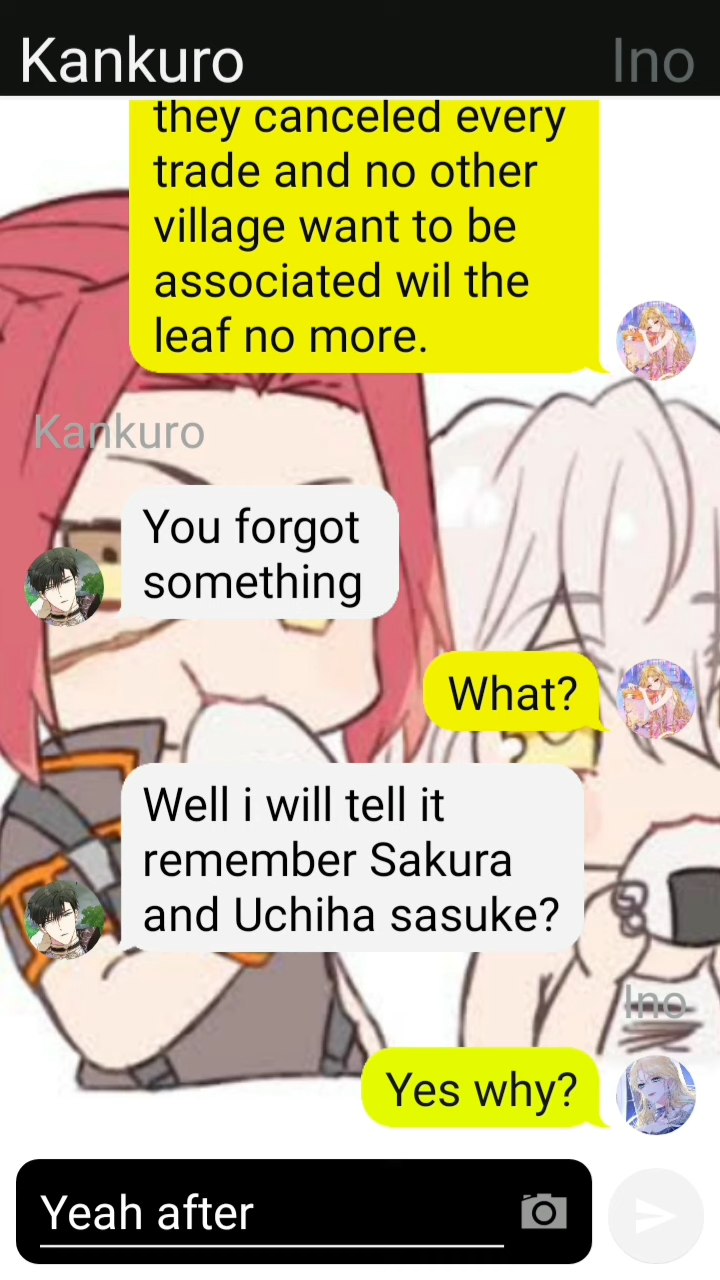 Kankuro Ino
they canceled every
trade and no other
village want to be
associated wil the
leaf no more.
Kankuro
You forgot
something
What?
Well i will tell it
remember Sakura
and Uchiha sasuke?
Ino
Yes why?
Yeah after